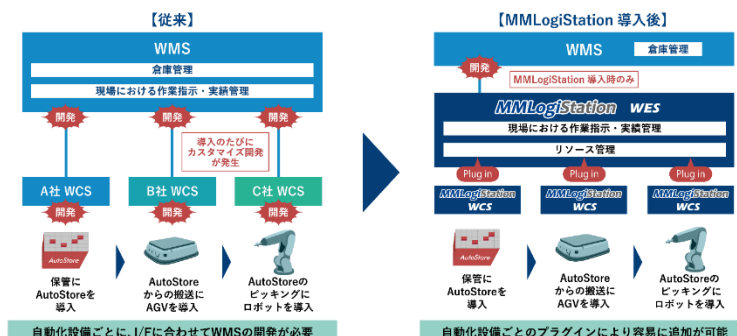 【従来】
WMS
倉庫管理
現場における作業指示・実績管理
開発
開発
開発
導入のたびに
カスタマイズ開発
が発生
A社 WCS
B社 WCS
C社 WCS
開発
開発
開発
AutoStore
保管に
AutoStoreを
導入
AutoStore
からの搬送に
AGVを導入
AutoStoreの
ピッキングに
ロボットを導入
自動化設備ごとに、I/Fに合わせてWMSの開発が必要
【MMLogiStation 導入後】
WMS
倉庫管理
開発
MMLogiStation 導入時のみ
MMLogiStation WES
現場における作業指示・実績管理
リソース管理
Plug in
Plug in
Plug in
MMLogiStation
WCS
MMLogiStation
WCS
MMLogiStation
WCS
AutoStore
保管に
AutoStoreを
導入
AutoStore
からの搬送に
AGVを導入
AutoStoreの
ピッキングに
ロボットを導入
自動化設備ごとのプラグインにより容易に追加が可能